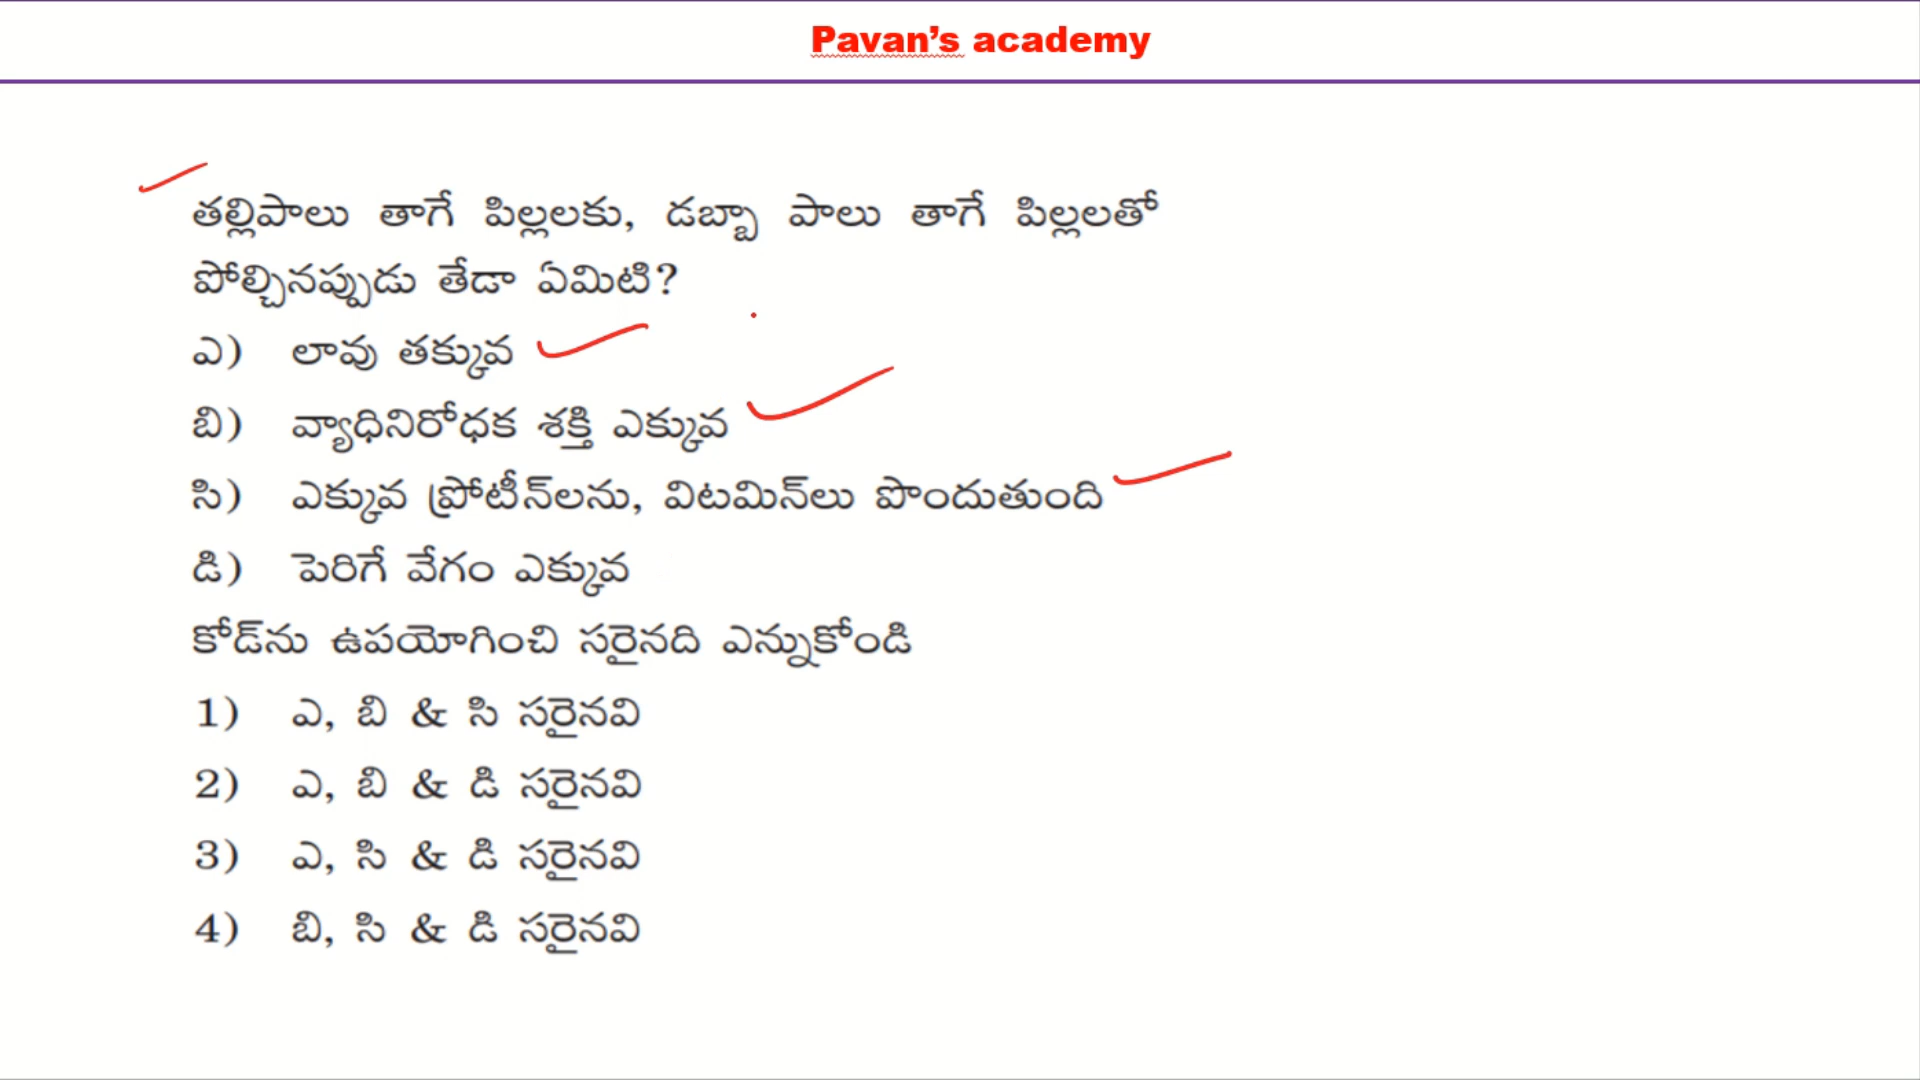 Pavan’s academy
తల్లిపాలు తాగే పిల్లలకు, డబ్బా పాలు తాగే పిల్లలతో
పోల్చినప్పుడు తేడా ఏమిటి?
ఎ) లావు తక్కువ
బి) వ్యాధినిరోధక శక్తి ఎక్కువ
సి) ఎక్కువ ప్రోటీన్‌లను, విటమిన్‌లు పొందుతుంది
డి) పెరిగే వేగం ఎక్కువ
కోడ్‌ను ఉపయోగించి సరైనది ఎన్నుకోండి
1) ఎ, బి & సి సరైనవి
2) ఎ, బి & డి సరైనవి
3) ఎ, సి & డి సరైనవి
4) బి, సి & డి సరైనవి